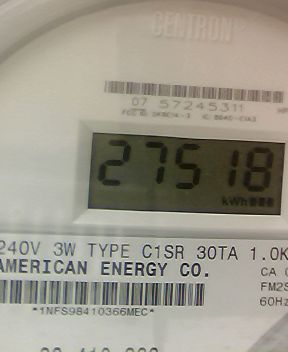 CENTRON
07 57245311
27518
kWh
240V 3W TYPE C1SR 30TA 1.0K
AMERICAN ENERGY CO.
CA
FM2S
60Hz
*1NFS98410366MEC*